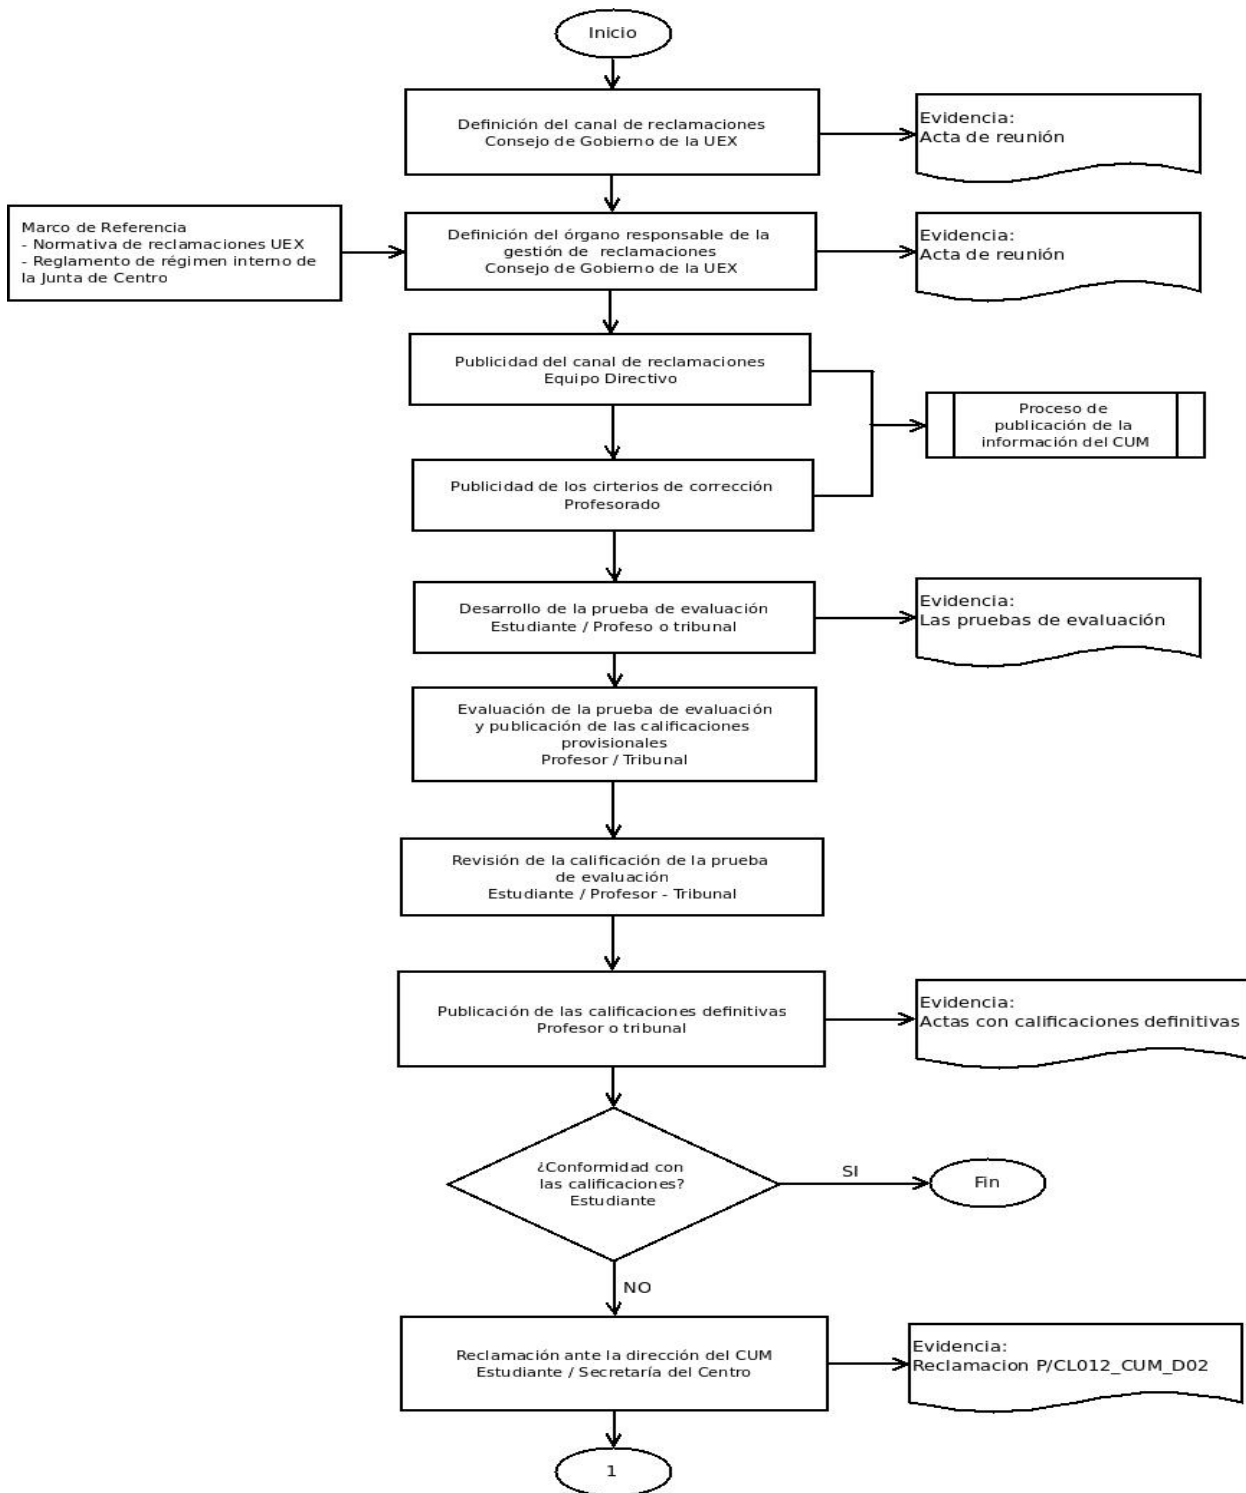 Inicio
Definición del canal de reclamaciones
Consejo de Gobierno de la UEX
Evidencia:
Acta de reunión
Marco de Referencia
- Normativa de reclamaciones UEX
- Reglamento de régimen interno de
la Junta de Centro
Definición del órgano responsable de la
gestión de reclamaciones
Consejo de Gobierno de la UEX
Evidencia:
Acta de reunión
Publicidad del canal de reclamaciones
Equipo Directivo
Proceso de
publicación de la
información del CUM
Publicidad de los cirterios de corrección
Profesorado
Desarrollo de la prueba de evaluación
Estudiante / Profeso o tribunal
Evidencia:
Las pruebas de evaluación
Evaluación de la prueba de evaluación
y publicación de las calificaciones
provisionales
Profesor / Tribunal
Revisión de la calificación de la prueba
de evaluación
Estudiante / Profesor - Tribunal
Publicación de las calificaciones definitivas
Profesor o tribunal
Evidencia:
Actas con calificaciones definitivas
¿Conformidad con
las calificaciones?
Estudiante
SI
Fin
NO
Reclamación ante la dirección del CUM
Estudiante / Secretaría del Centro
Evidencia:
Reclamacion P/CL012_CUM_D02
1